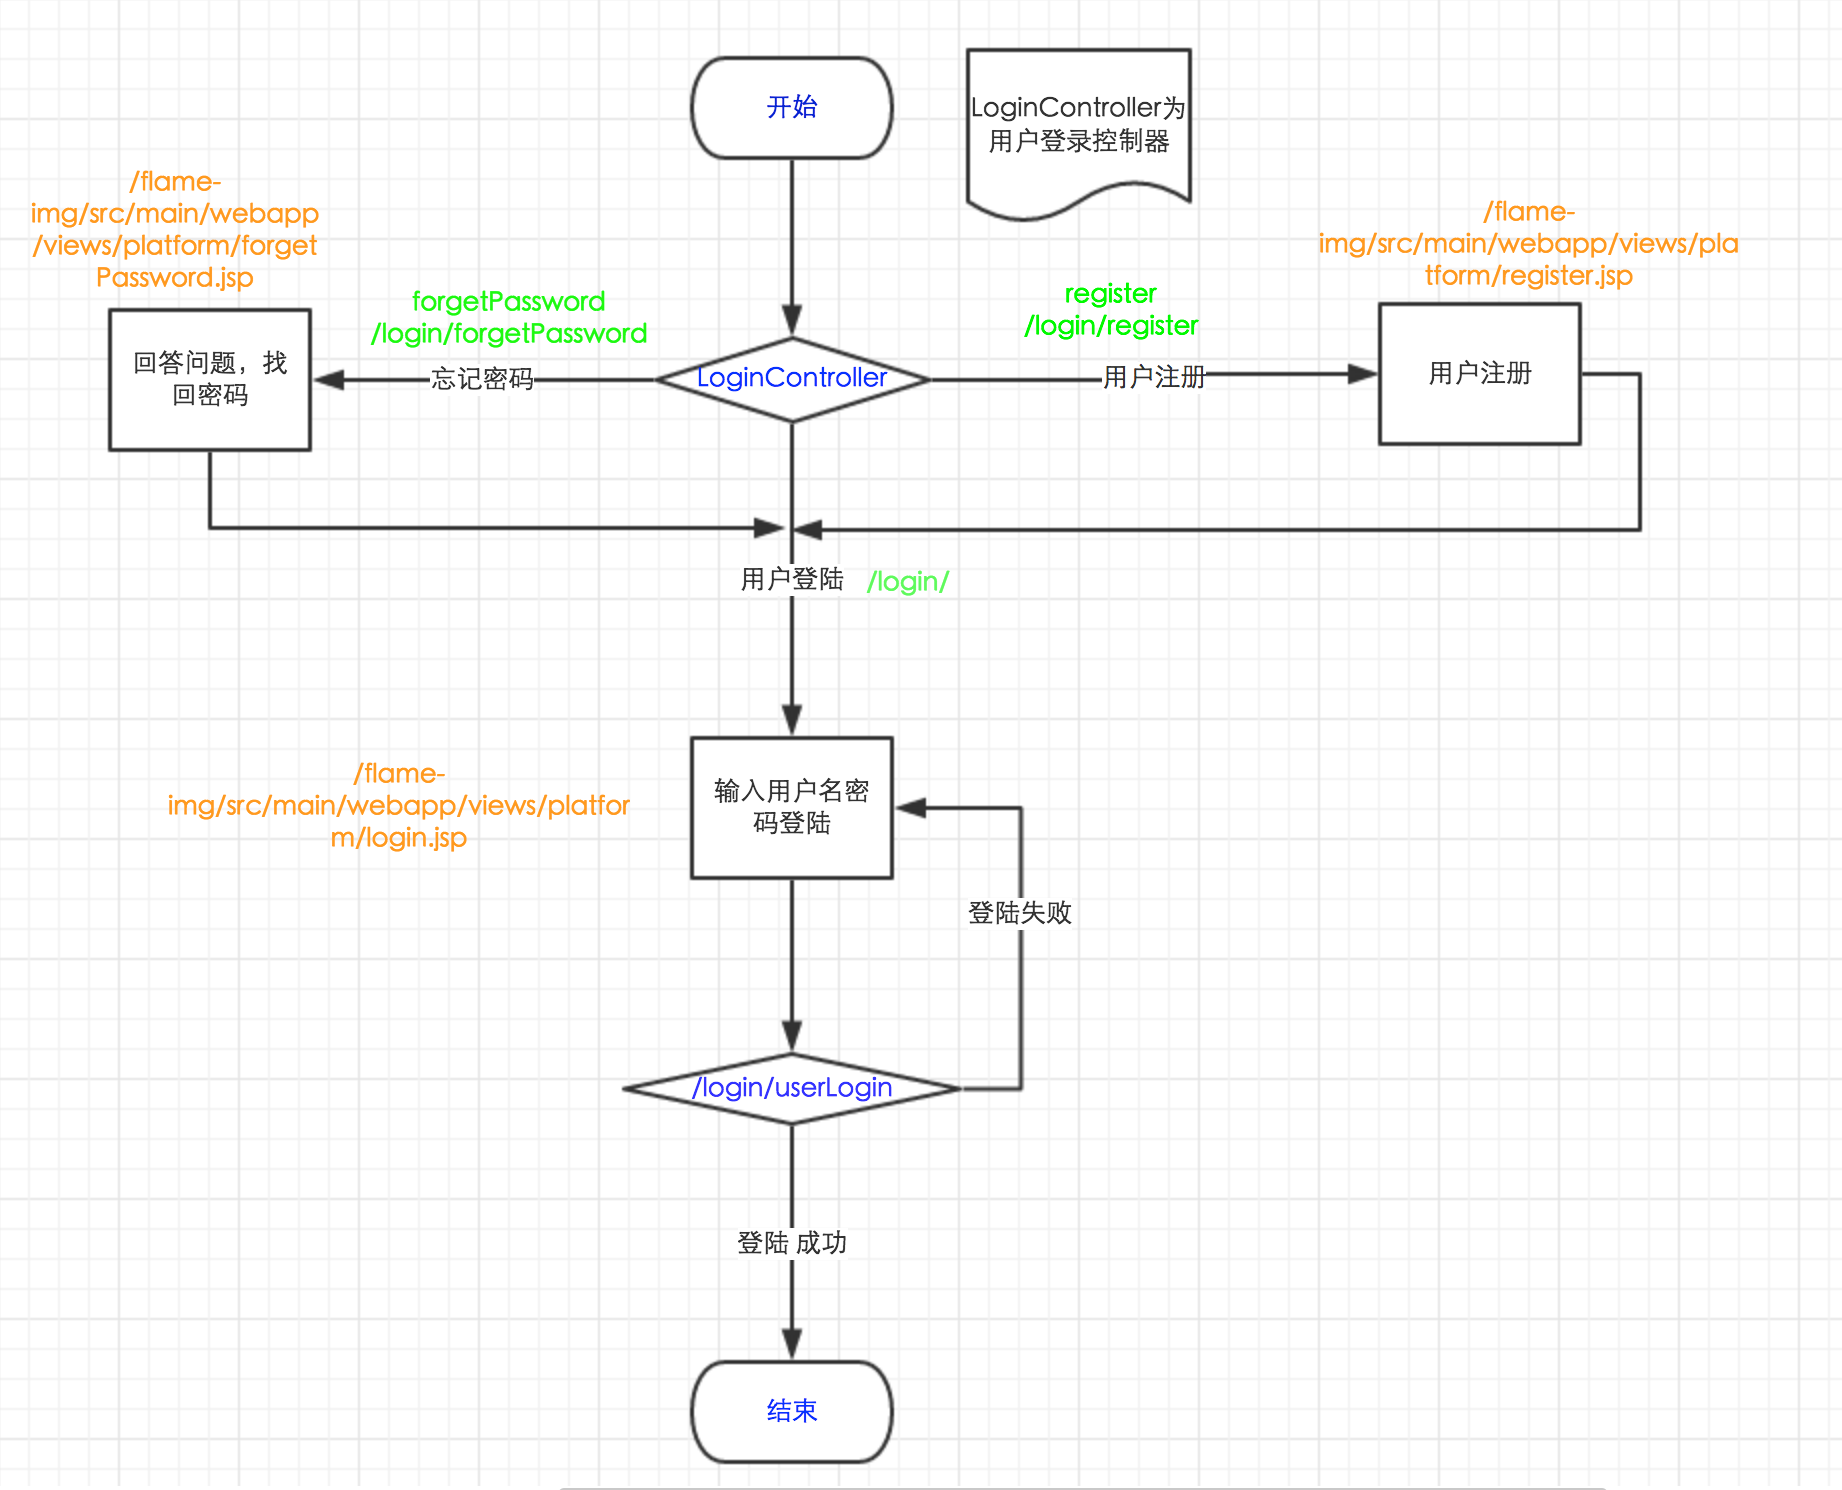 开始
LoginController为
用户登录控制器
/flame-
img/src/main/webapp
/views/platform/forget
Password.jsp
/flame-
img/src/main/webapp/views/pla
tform/register.jsp
forgetPassword
/login/forgetPassword
register
/login/register
回答问题，找
回密码
忘记密码
LoginController
用户注册
用户注册
用户登陆
/login/
/flame-
img/src/main/webapp/views/platfor
m/login.jsp
输入用户名密
码登陆
登陆失败
/login/userLogin
登陆 成功
结束